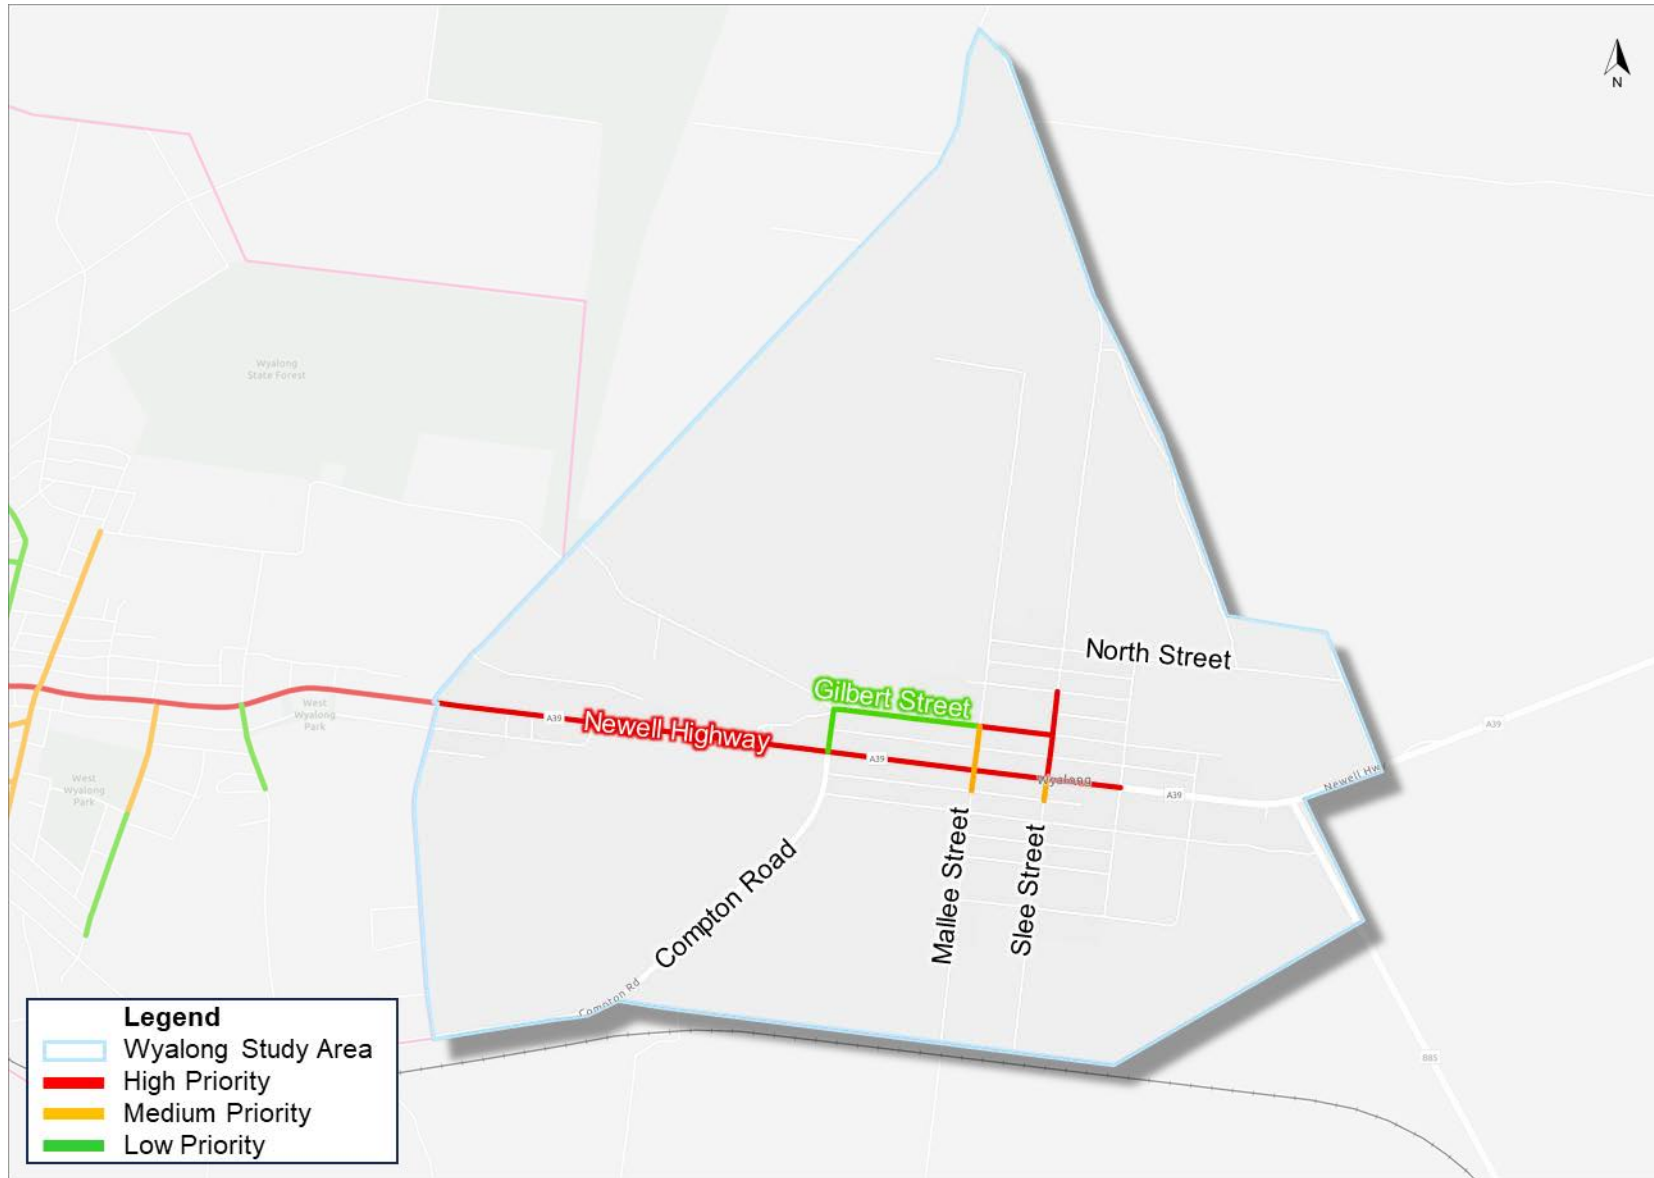 N
Wyalong
State Forest
North Street
Gilbert Street
West
Wyalong
Park
A39
Newell Highway
A39
A39
Wyalong
Newell Hwy
A39
West
Wyalong
Park
Mallee Street
Slee Street
Compton Road
Compton Rd
B85
Legend
Wyalong Study Area
High Priority
Medium Priority
Low Priority